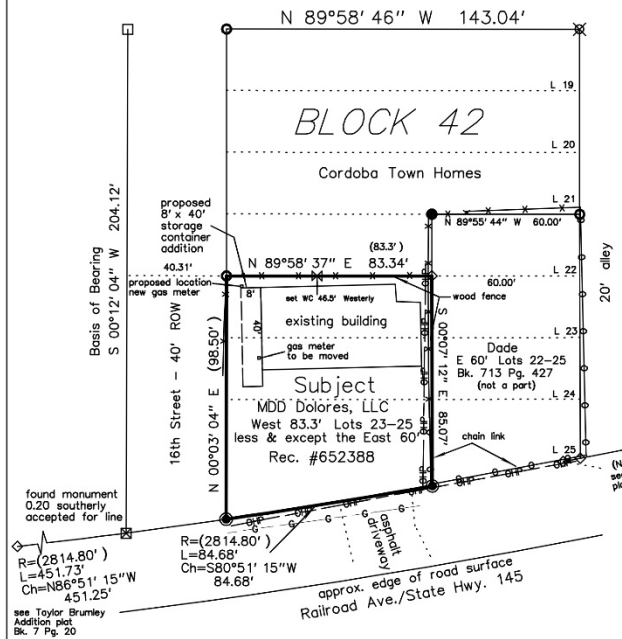 N 89°58' 46" W 143.04'
L 19
BLOCK 42
L 20
Cordoba Town Homes
L 21
N 89°55' 44" W 60.00'
Basis of Bearing
S 00°12' 04" W 204.12'
proposed
8' x 40'
storage
container
addition
(83.3')
N 89°58' 37" E 83.34'
40.31'
60.00'
L 22
20' alley
proposed location
new gas meter
8'
set WC 46.5' Westerly
wood fence
40'
existing building
L 23
gas meter
to be moved
Dade
E 60' Lots 22-25
Bk. 713 Pg. 427
(not a part)
16th Street - 40' ROW
N 00°03' 04" E (98.50')
S 00°07' 12" E 85.07'
OHP
Subject
MDD Dolores, LLC
West 83.3' Lots 23-25
less & except the East 60'
Rec. #652388
L 24
chain link
L 25
found monument
0.20 southerly
accepted for line
OHP
OHP
OHP
OHP
OHP
OHP
G
G
G
G
asphalt
driveway
R=(2814.80')
L=451.73'
Ch=N86°51' 15"W
451.25'
R=(2814.80')
L=84.68'
Ch=S80°51' 15"W
84.68'
see Taylor Brumley
Addition plat
Bk. 7 Pg. 20
approx. edge of road surface
Railroad Ave./State Hwy. 145